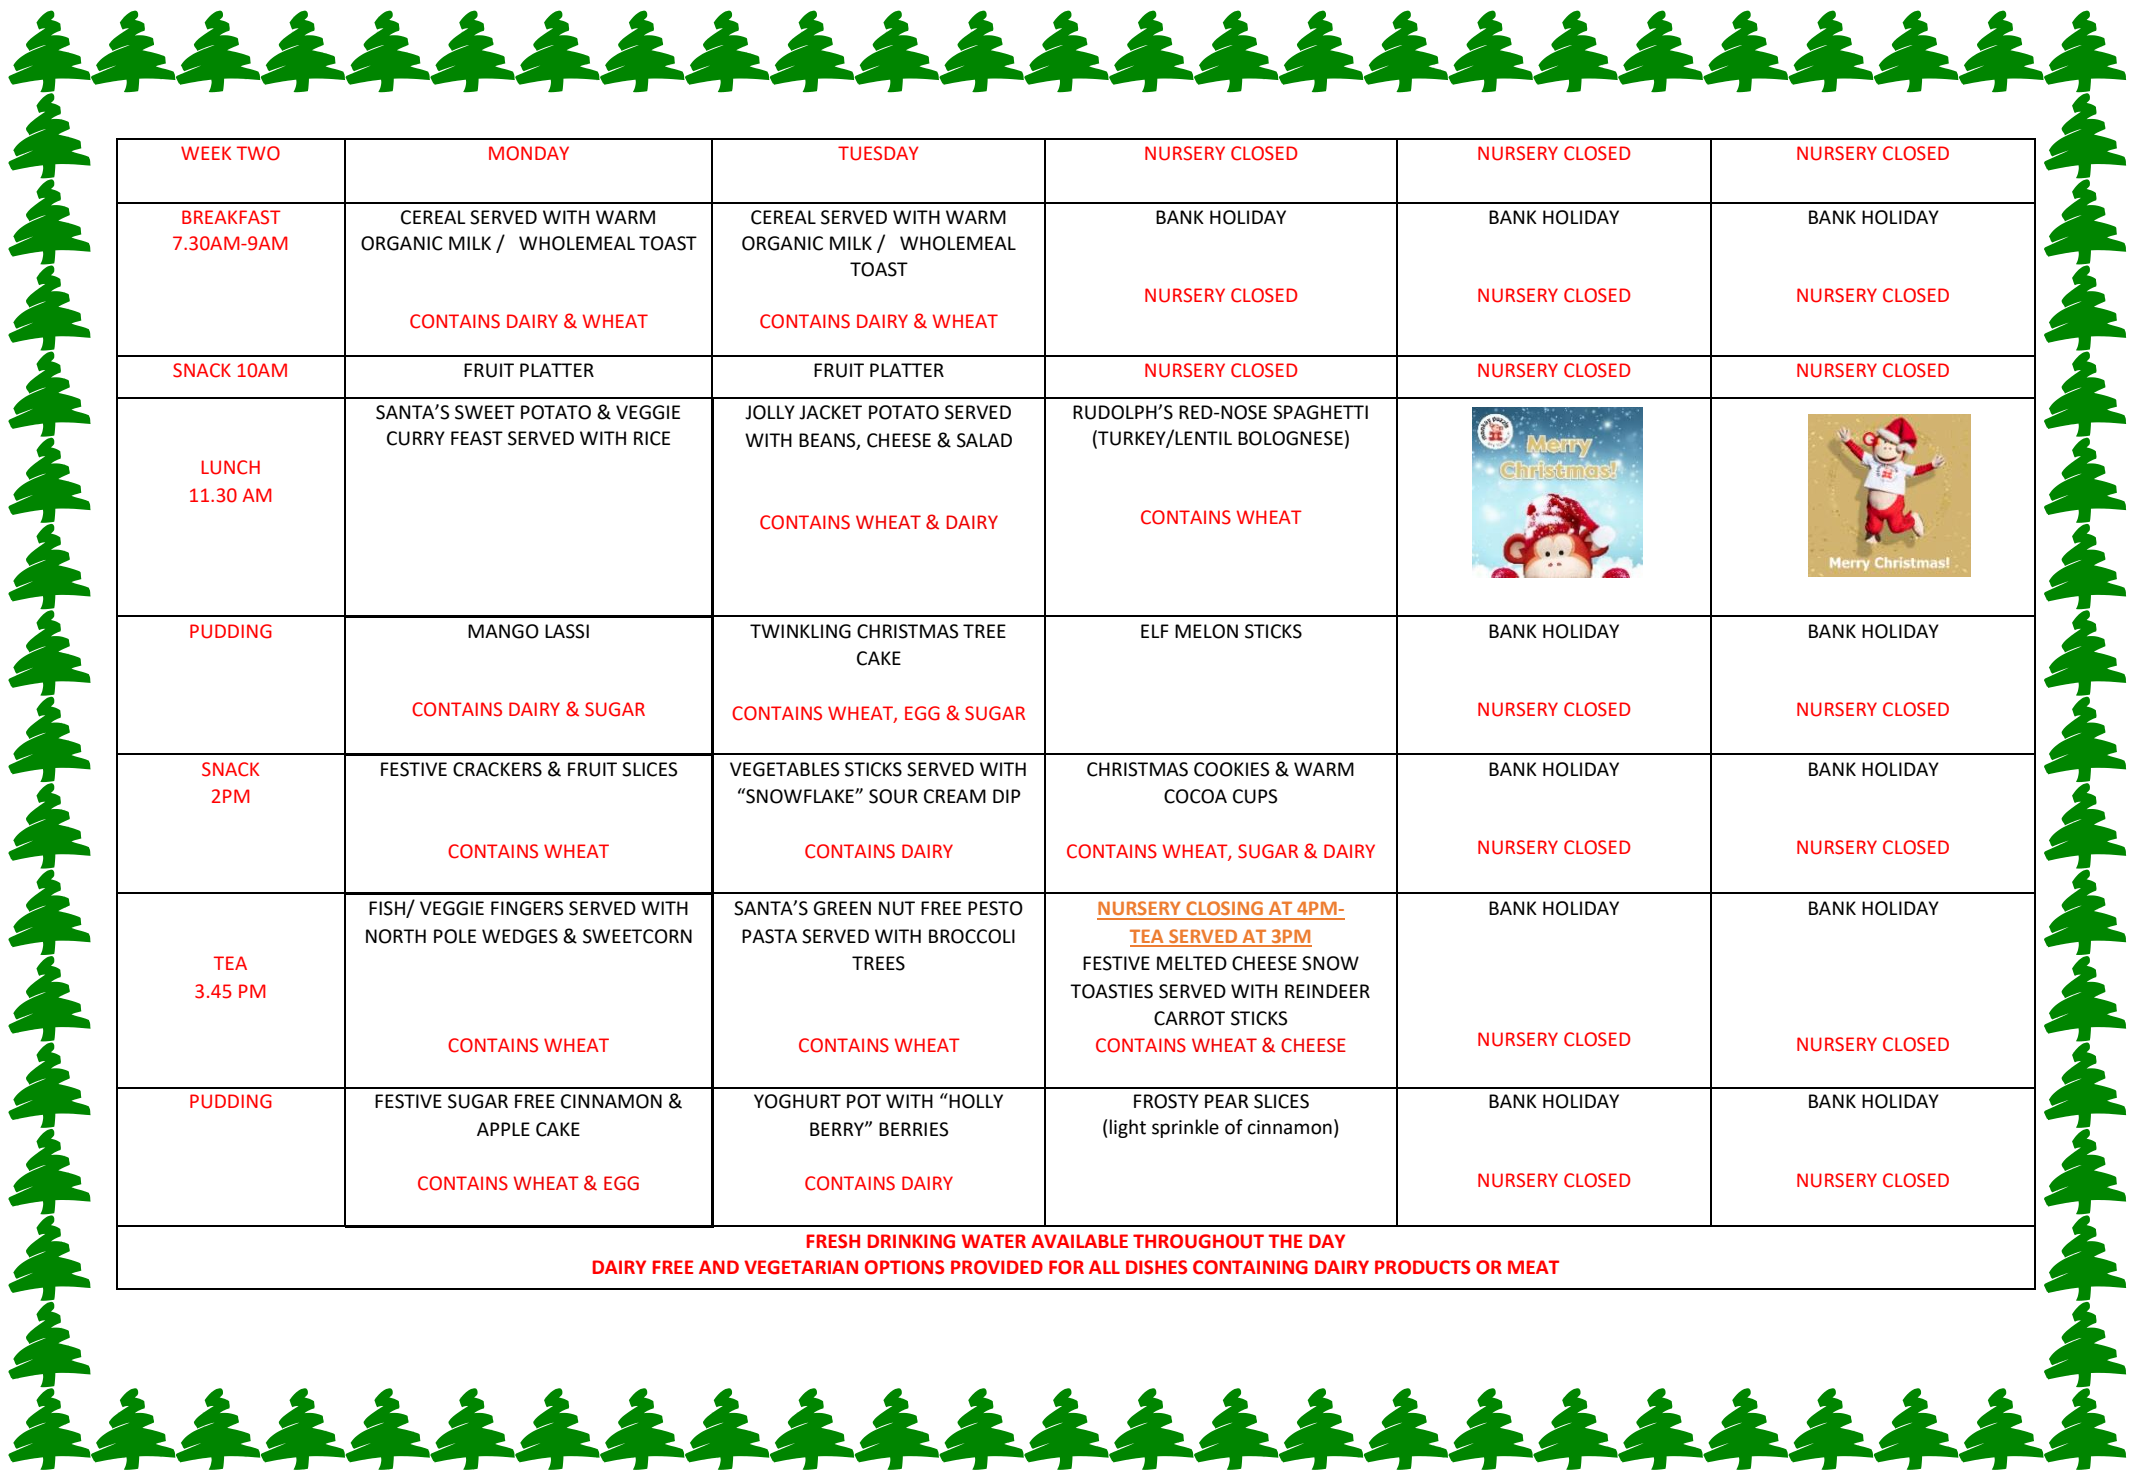 WEEK TWO
MONDAY
TUESDAY
NURSERY CLOSED
NURSERY CLOSED
NURSERY CLOSED
BREAKFAST
7.30AM-9AM
CEREAL SERVED WITH WARM
ORGANIC MILK / WHOLEMEAL TOAST
CONTAINS DAIRY & WHEAT
CEREAL SERVED WITH WARM
ORGANIC MILK / WHOLEMEAL
TOAST
CONTAINS DAIRY & WHEAT
BANK HOLIDAY
NURSERY CLOSED
BANK HOLIDAY
NURSERY CLOSED
BANK HOLIDAY
NURSERY CLOSED
SNACK 10AM
FRUIT PLATTER
FRUIT PLATTER
NURSERY CLOSED
NURSERY CLOSED
NURSERY CLOSED
LUNCH
11.30 AM
SANTA’S SWEET POTATO & VEGGIE
CURRY FEAST SERVED WITH RICE
JOLLY JACKET POTATO SERVED
WITH BEANS, CHEESE & SALAD
CONTAINS WHEAT & DAIRY
RUDOLPH’S RED-NOSE SPAGHETTI
(TURKEY/LENTIL BOLOGNESE)
CONTAINS WHEAT
Merry
Christmas!
Merry Christmas!
PUDDING
MANGO LASSI
CONTAINS DAIRY & SUGAR
TWINKLING CHRISTMAS TREE
CAKE
CONTAINS WHEAT, EGG & SUGAR
ELF MELON STICKS
BANK HOLIDAY
NURSERY CLOSED
BANK HOLIDAY
NURSERY CLOSED
SNACK
2PM
FESTIVE CRACKERS & FRUIT SLICES
CONTAINS WHEAT
VEGETABLES STICKS SERVED WITH
“SNOWFLAKE” SOUR CREAM DIP
CONTAINS DAIRY
CHRISTMAS COOKIES & WARM
COCOA CUPS
CONTAINS WHEAT, SUGAR & DAIRY
BANK HOLIDAY
NURSERY CLOSED
BANK HOLIDAY
NURSERY CLOSED
TEA
3.45 PM
FISH/ VEGGIE FINGERS SERVED WITH
NORTH POLE WEDGES & SWEETCORN
CONTAINS WHEAT
SANTA’S GREEN NUT FREE PESTO
PASTA SERVED WITH BROCCOLI
TREES
CONTAINS WHEAT
NURSERY CLOSING AT 4PM-
TEA SERVED AT 3PM
FESTIVE MELTED CHEESE SNOW
TOASTIES SERVED WITH REINDEER
CARROT STICKS
CONTAINS WHEAT & CHEESE
BANK HOLIDAY
NURSERY CLOSED
BANK HOLIDAY
NURSERY CLOSED
PUDDING
FESTIVE SUGAR FREE CINNAMON &
APPLE CAKE
CONTAINS WHEAT & EGG
YOGHURT POT WITH “HOLLY
BERRY” BERRIES
CONTAINS DAIRY
FROSTY PEAR SLICES
(light sprinkle of cinnamon)
BANK HOLIDAY
NURSERY CLOSED
BANK HOLIDAY
NURSERY CLOSED
FRESH DRINKING WATER AVAILABLE THROUGHOUT THE DAY
DAIRY FREE AND VEGETARIAN OPTIONS PROVIDED FOR ALL DISHES CONTAINING DAIRY PRODUCTS OR MEAT